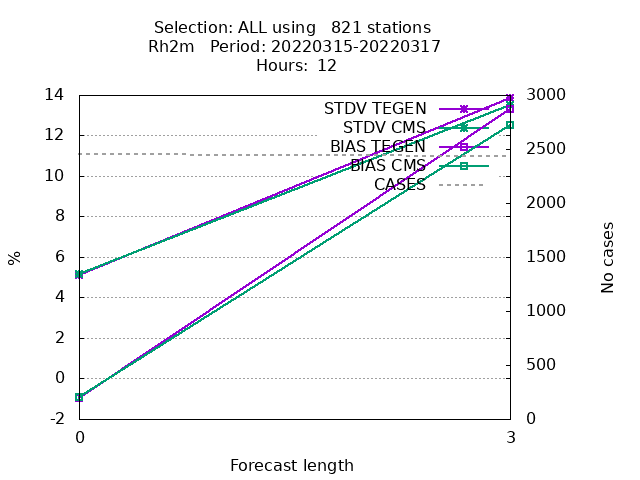 Selection: ALL using   821 stations
Rh2m   Period: 20220315-20220317
Hours: 12
14
12
10
8
6
4
2
0
-2
%
STDV TEGEN
STDV CMS
BIAS TEGEN
BIAS CMS
CASES
3000
2500
2000
1500
1000
500
0
No cases
0
3
Forecast length